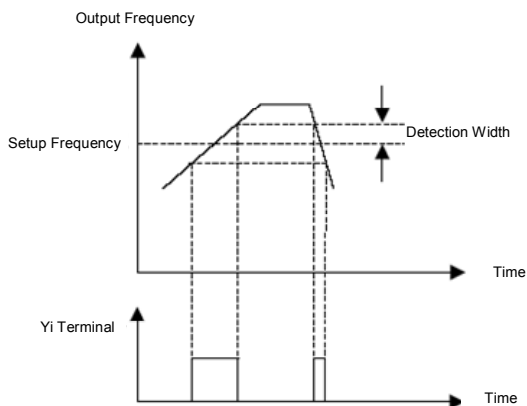 Output Frequency
Setup Frequency
Detection Width
Time
Yi Terminal
Time